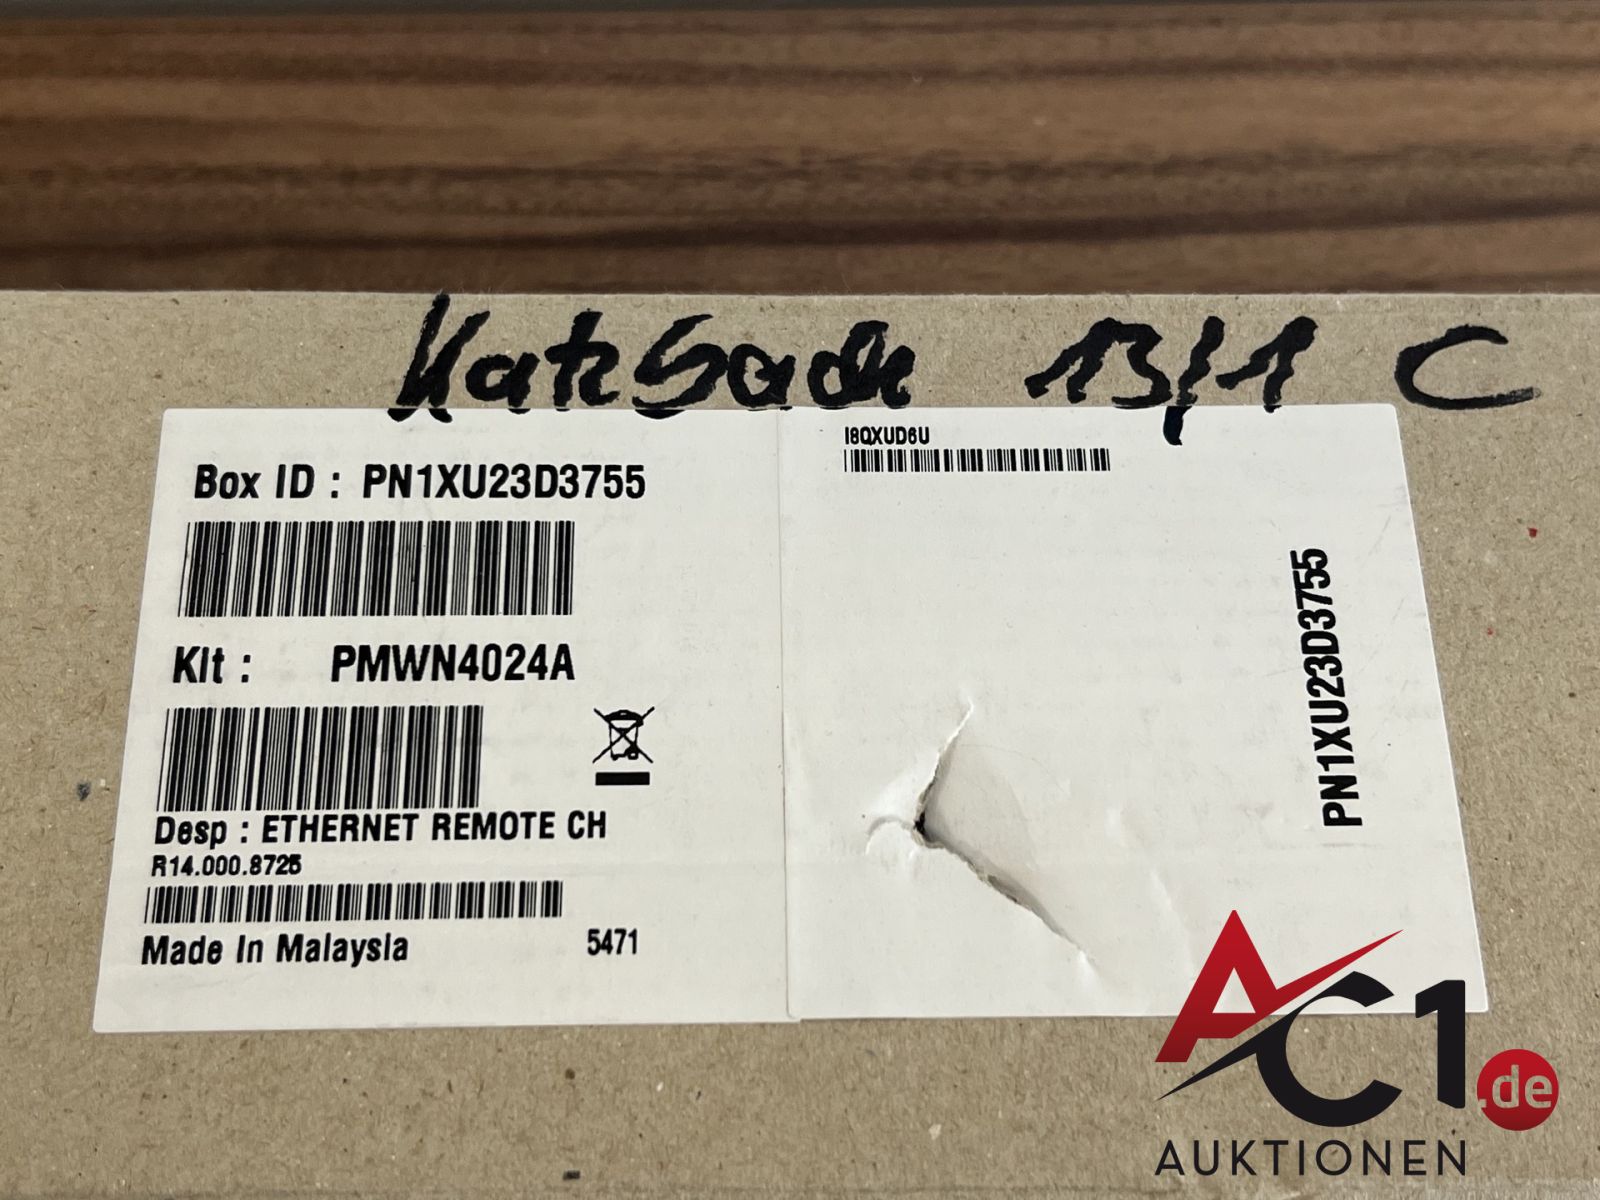 Katzbach 13/1 C
I8QXUD6U
Box ID : PN1XU23D3755
Kit : PMWN4024A
Desp : ETHERNET REMOTE CH
R14.000.8725
Made In Malaysia
5471
PN1XU23D3755
AC1.de
AUKTIONEN